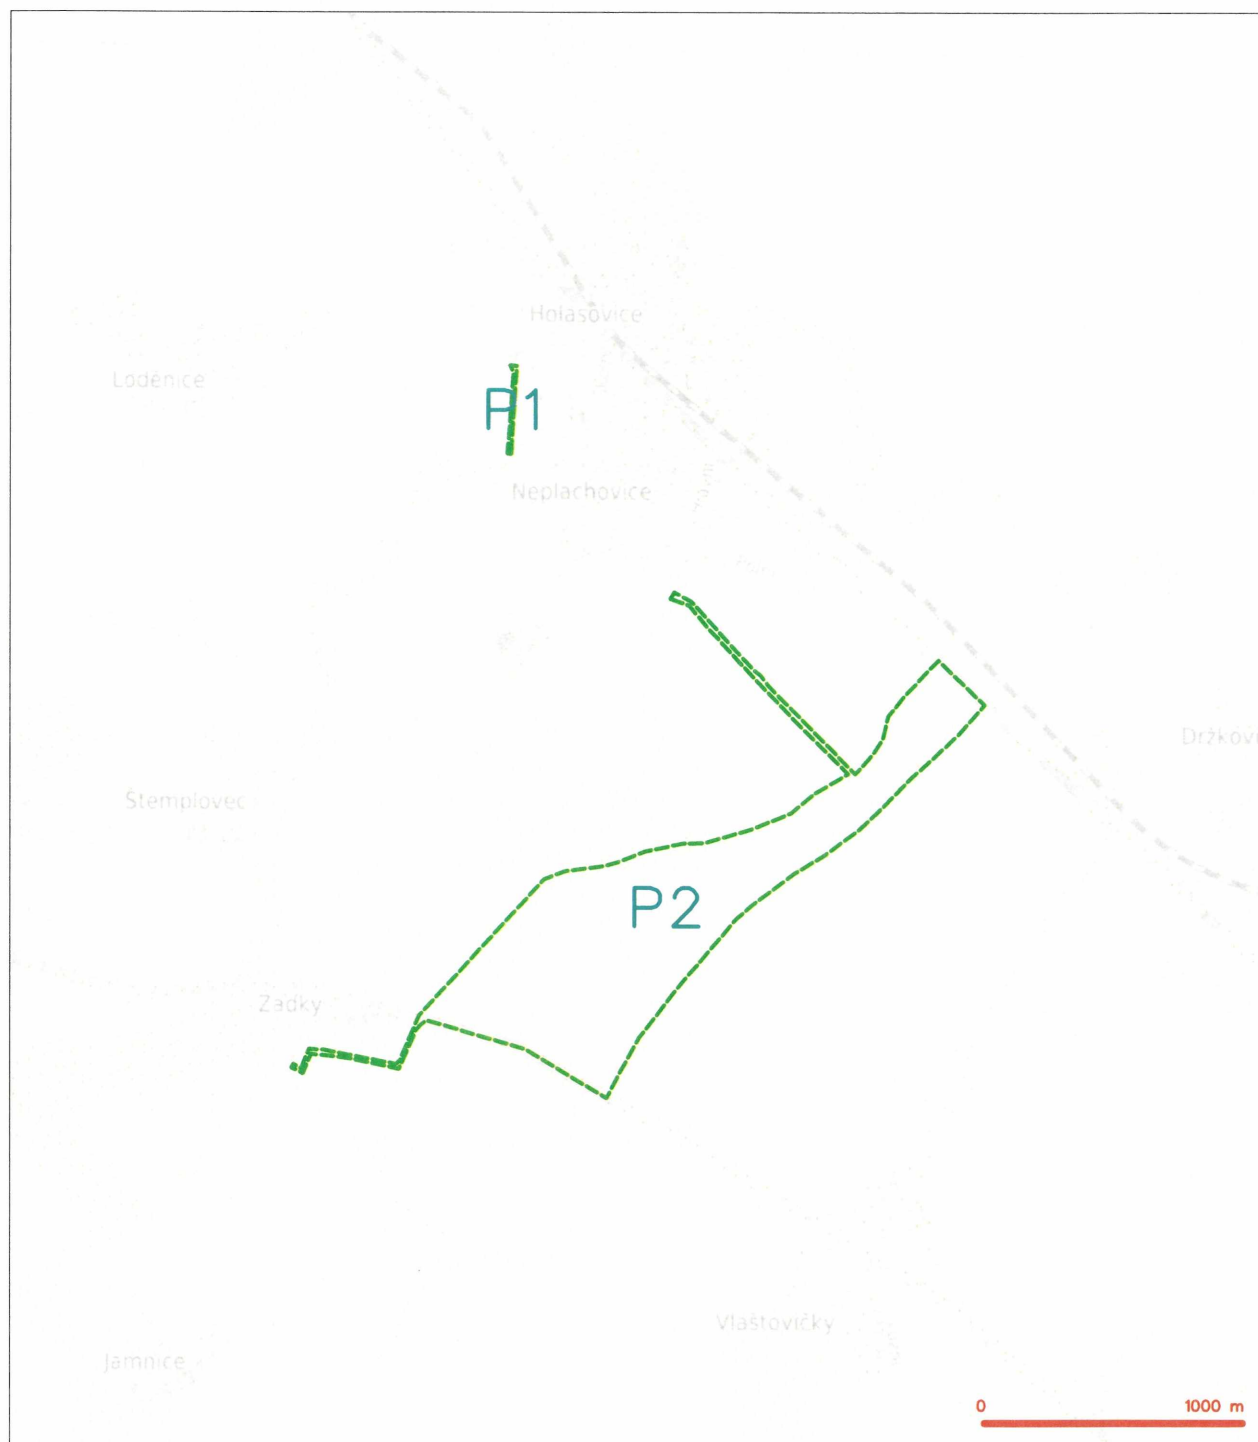 Holasovice
Loděnice
P1
Neplachovice
Držkovi
Štemplovec
P2
Zadky
Vlaštovičky
Jamnice
0 1000 m